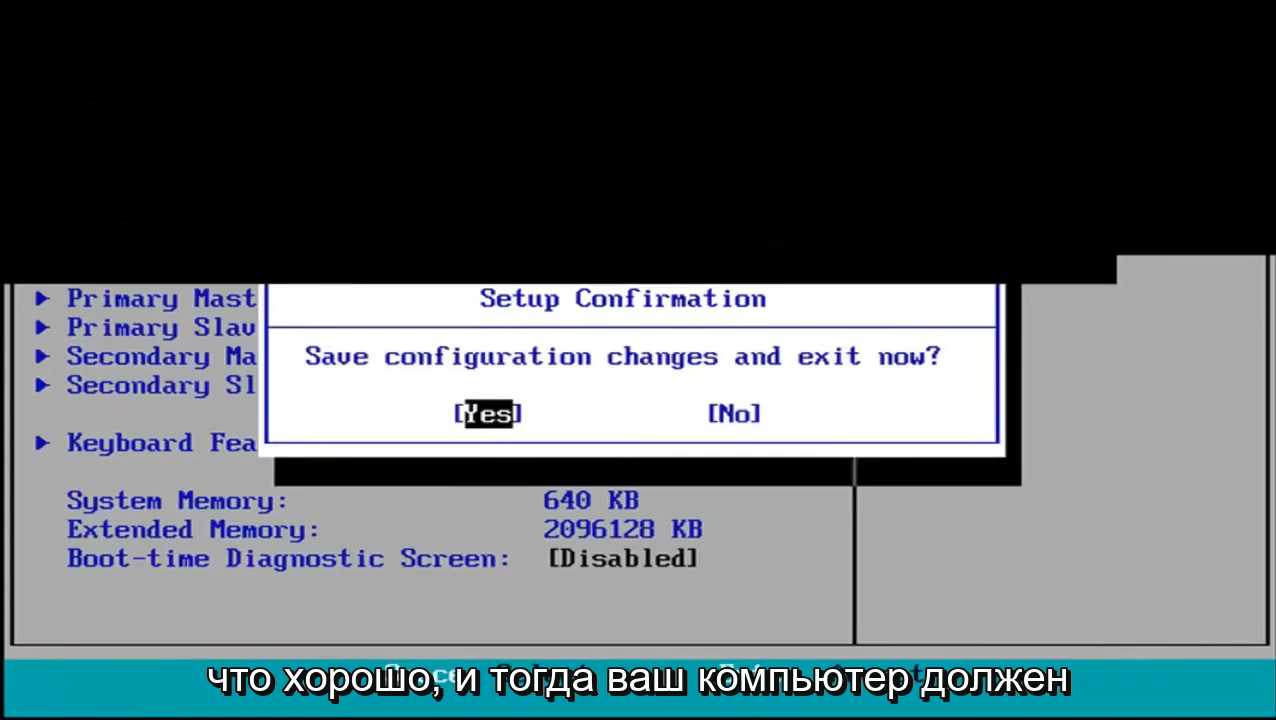 Primary Mast
Setup Confirmation
Primary Slav
Secondary Ma
Save configuration changes and exit now?
Secondary Sl
[Yes] [No]
Keyboard Fea
System Memory: 640 KB
Extended Memory: 2096128 KB
Boot-time Diagnostic Screen: [Disabled]
что хорошо, и тогда ваш компьютер должен